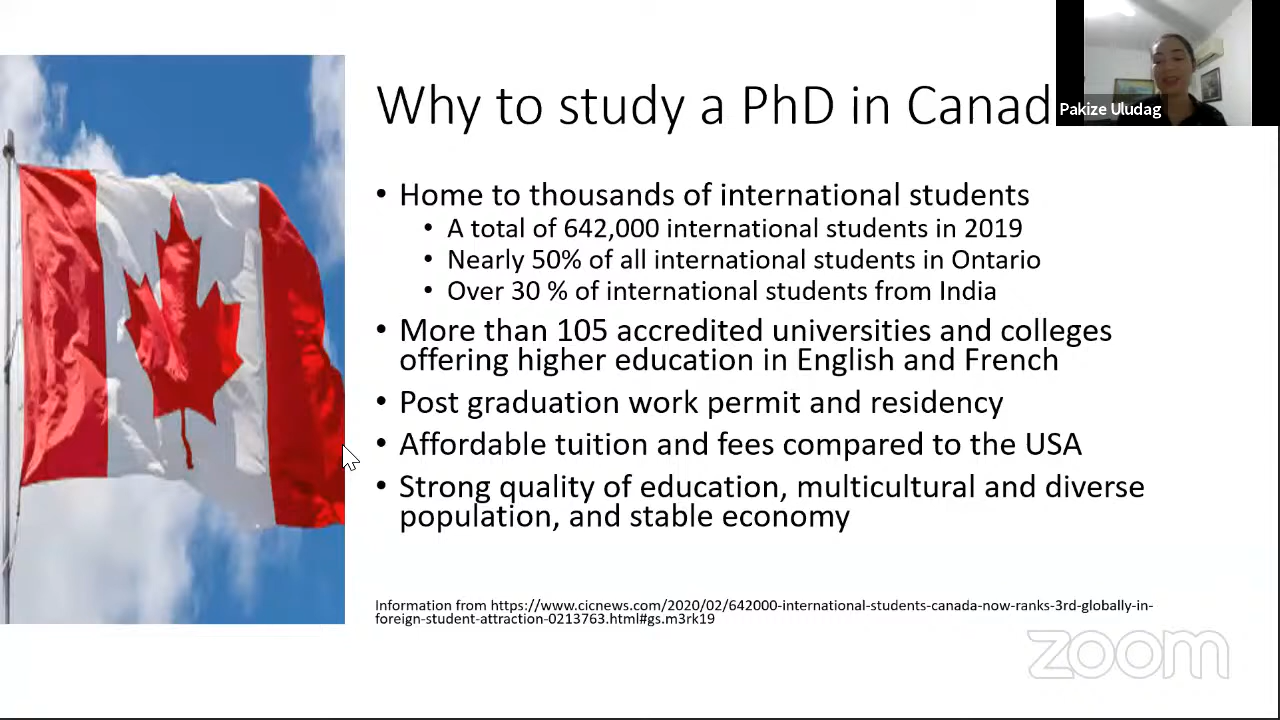 Why to study a PhD in Canad
Pakize Uludag
• Home to thousands of international students
• A total of 642,000 international students in 2019
• Nearly 50% of all international students in Ontario
• Over 30 % of international students from India
• More than 105 accredited universities and colleges
offering higher education in English and French
• Post graduation work permit and residency
• Affordable tuition and fees compared to the USA
• Strong quality of education, multicultural and diverse
population, and stable economy
Information from https://www.cicnews.com/2020/02/642000-international-students-canada-now-ranks-3rd-globally-in-
foreign-student-attraction-0213763.html#gs.m3rk19
zoom